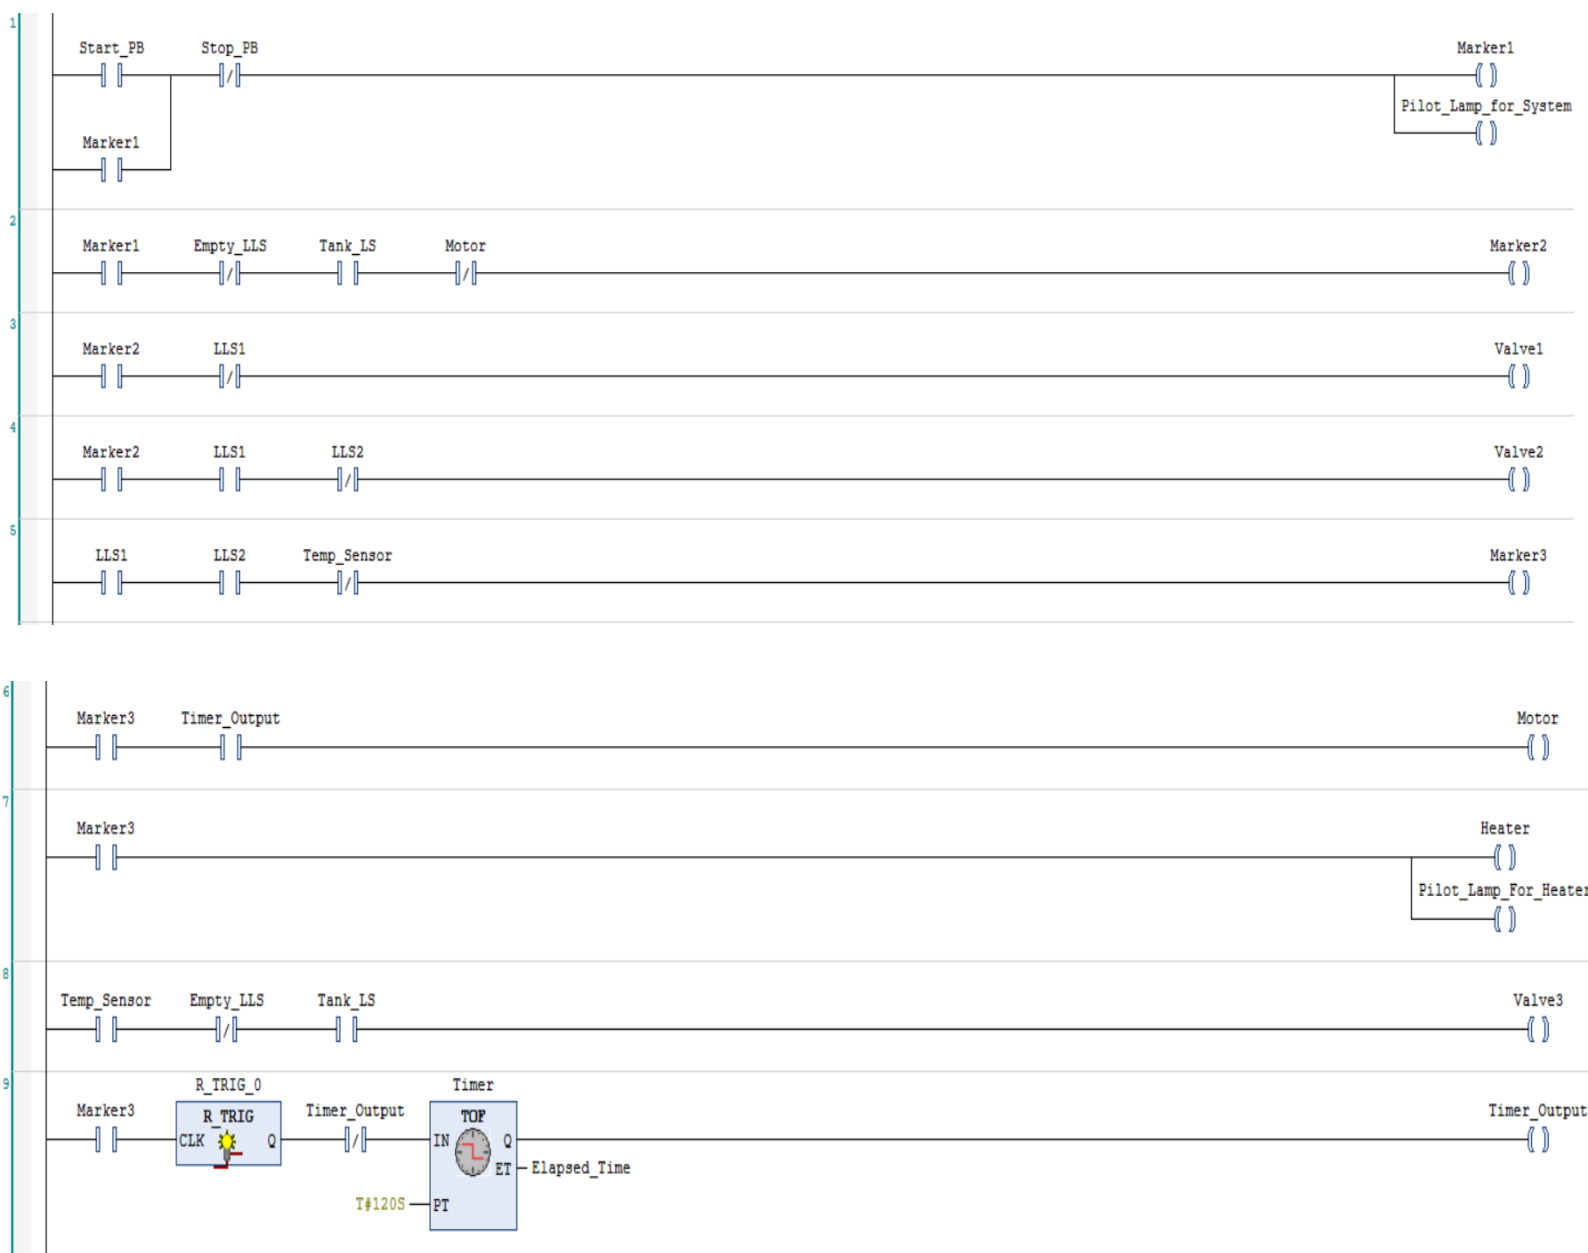 1
Start_PB Stop_PB Marker1
Pilot_Lamp_for_System
Marker1
2
Marker1 Empty_LLS Tank_LS Motor Marker2
3
Marker2 LLS1 Valve1
4
Marker2 LLS1 LLS2 Valve2
5
LLS1 LLS2 Temp_Sensor Marker3
6
Marker3 Timer_Output Motor
7
Marker3 Heater
Pilot_Lamp_For_Heater
8
Temp_Sensor Empty_LLS Tank_LS Valve3
9
R_TRIG_0 Timer
Marker3 R_TRIG Timer_Output TOF Timer_Output
CLK Q IN Q
ET Elapsed_Time
T#120S PT